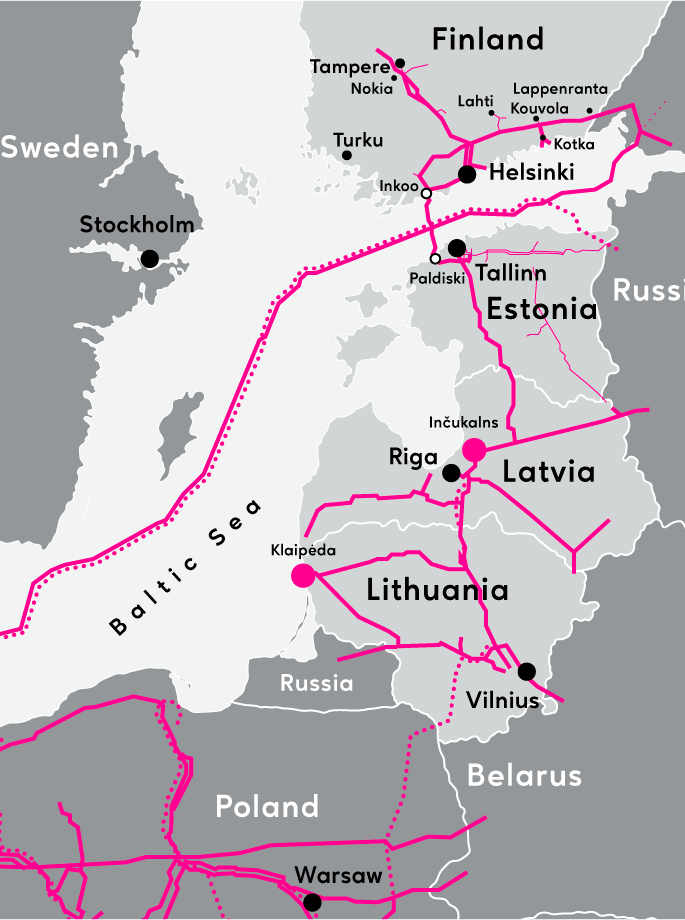 Finland
Tampere
Nokia
Lappenranta
Lahti
Kouvola
Turku
Kotka
Sweden
Helsinki
Inkoo
Stockholm
Tallinn
Paldiski
Russi
Estonia
Inčukalns
Riga
Latvia
Baltic Sea
Klaipėda
Lithuania
Russia
Vilnius
Belarus
Poland
Warsaw